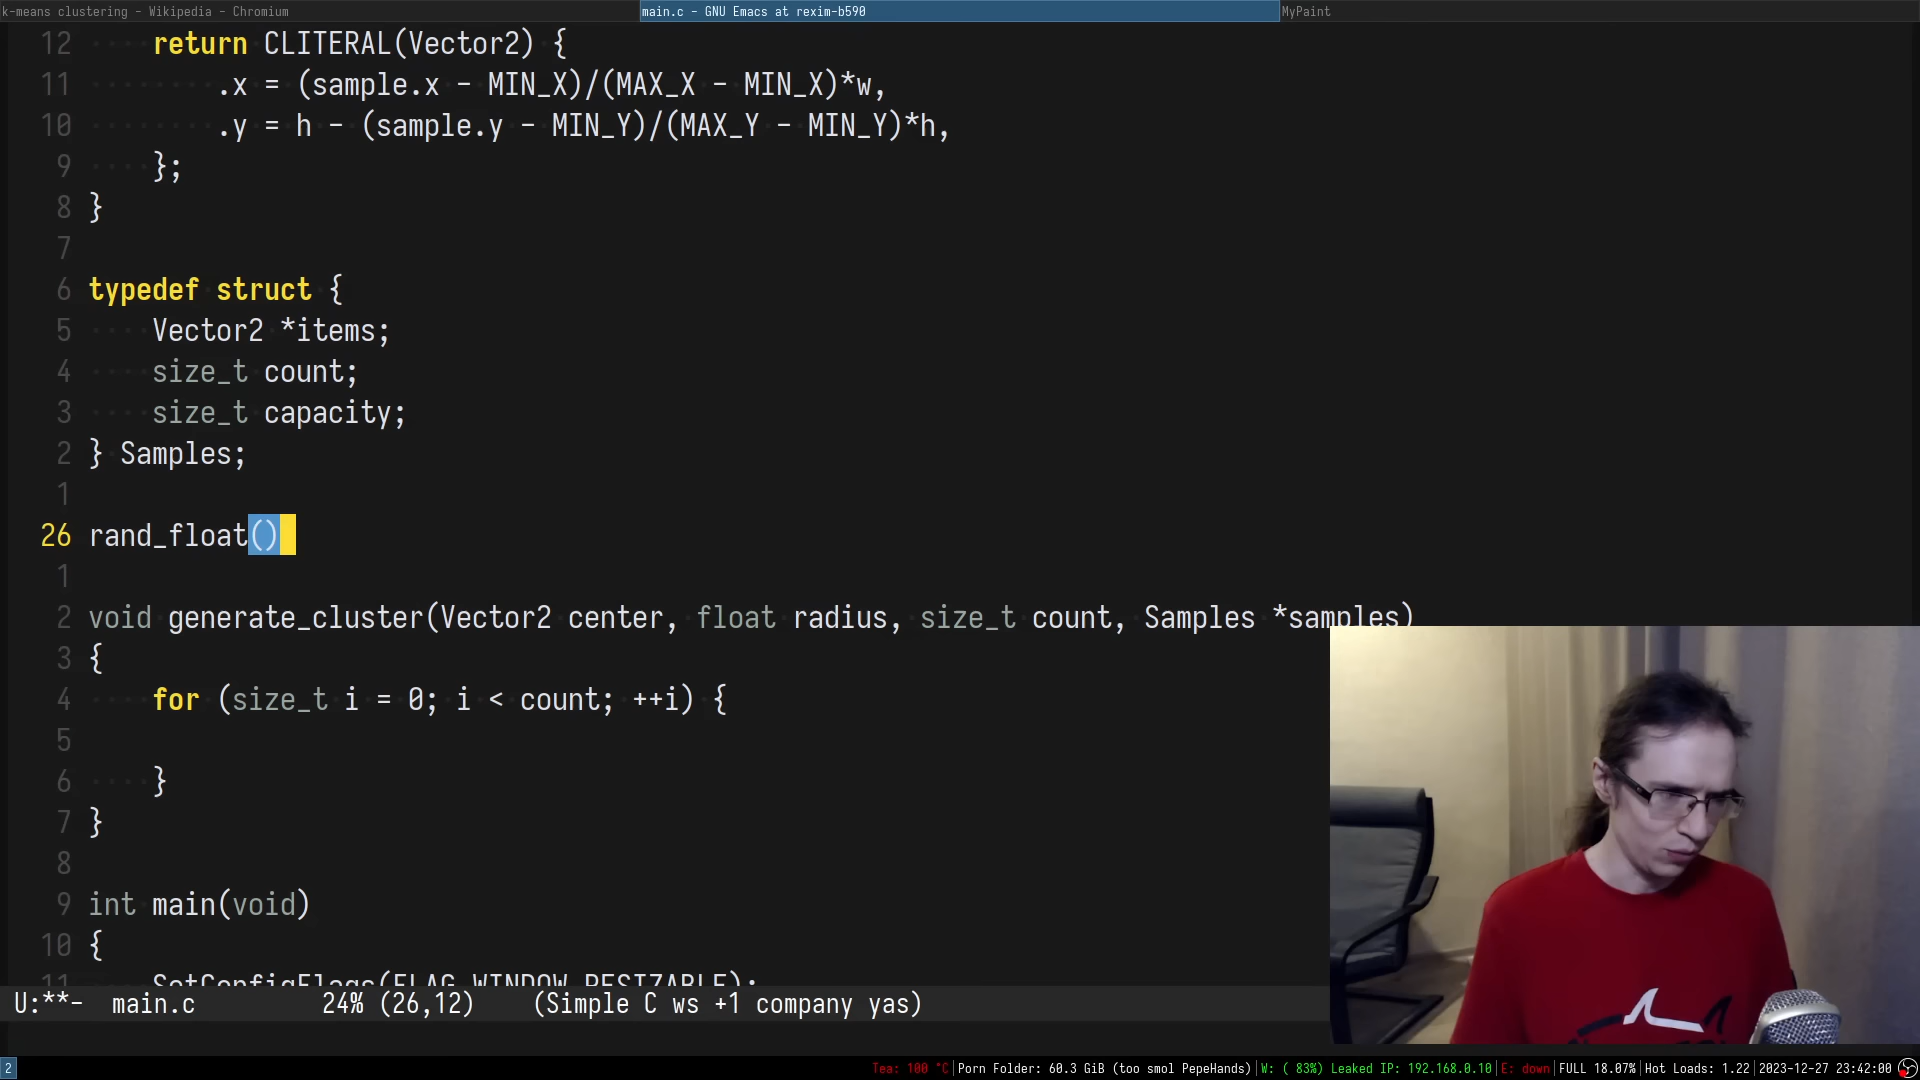 k-means clustering - Wikipedia - Chromium
main.c - GNU Emacs at rexim-b590
MyPaint
12 return CLITERAL(Vector2) {
11 .x = (sample.x - MIN_X)/(MAX_X - MIN_X)*w,
10 .y = h - (sample.y - MIN_Y)/(MAX_Y - MIN_Y)*h,
9 };
8 }
7
6 typedef struct {
5 Vector2 *items;
4 size_t count;
3 size_t capacity;
2 } Samples;
1
26 rand_float()
1
2 void generate_cluster(Vector2 center, float radius, size_t count, Samples *samples)
3 {
4 for (size_t i = 0; i < count; ++i) {
5
6 }
7 }
8
9 int main(void)
10 {
11 SetConfigFlags(FLAG_WINDOW_RESIZABLE);
U:**- main.c 24% (26,12) (Simple C ws +1 company yas)
2 Tea: 100 °C|Porn Folder: 60.3 GiB (too smol PepeHands)|W: ( 83%) Leaked IP: 192.168.0.10|E: down|FULL 18.07%|Hot Loads: 1.22|2023-12-27 23:42:00